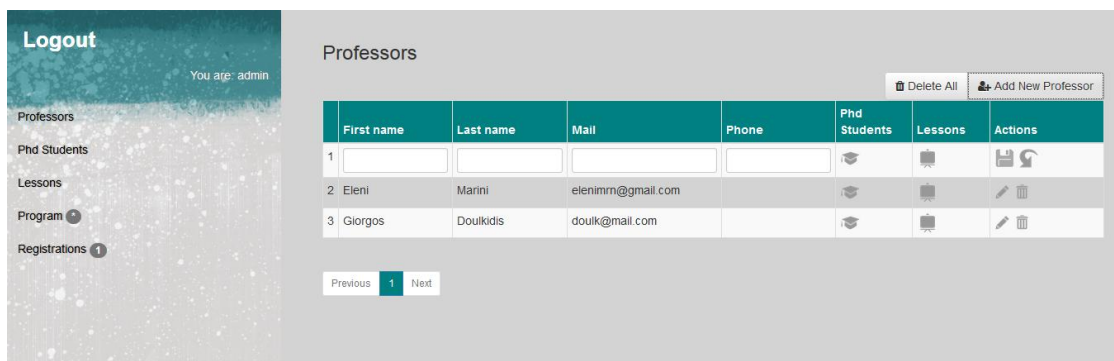 Logout
You are: admin
Professors
Phd Students
Lessons
Program *
Registrations 1
Professors
Delete All Add New Professor
First name Last name Mail Phone Phd Students Lessons Actions
1
2 Eleni Marini elenimrn@gmail.com
3 Giorgos Doulkidis doulk@mail.com
Previous 1 Next